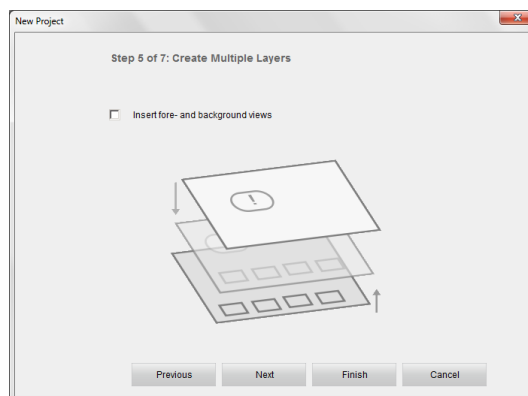 New Project
Step 5 of 7: Create Multiple Layers
Insert fore- and background views
!
Previous
Next
Finish
Cancel